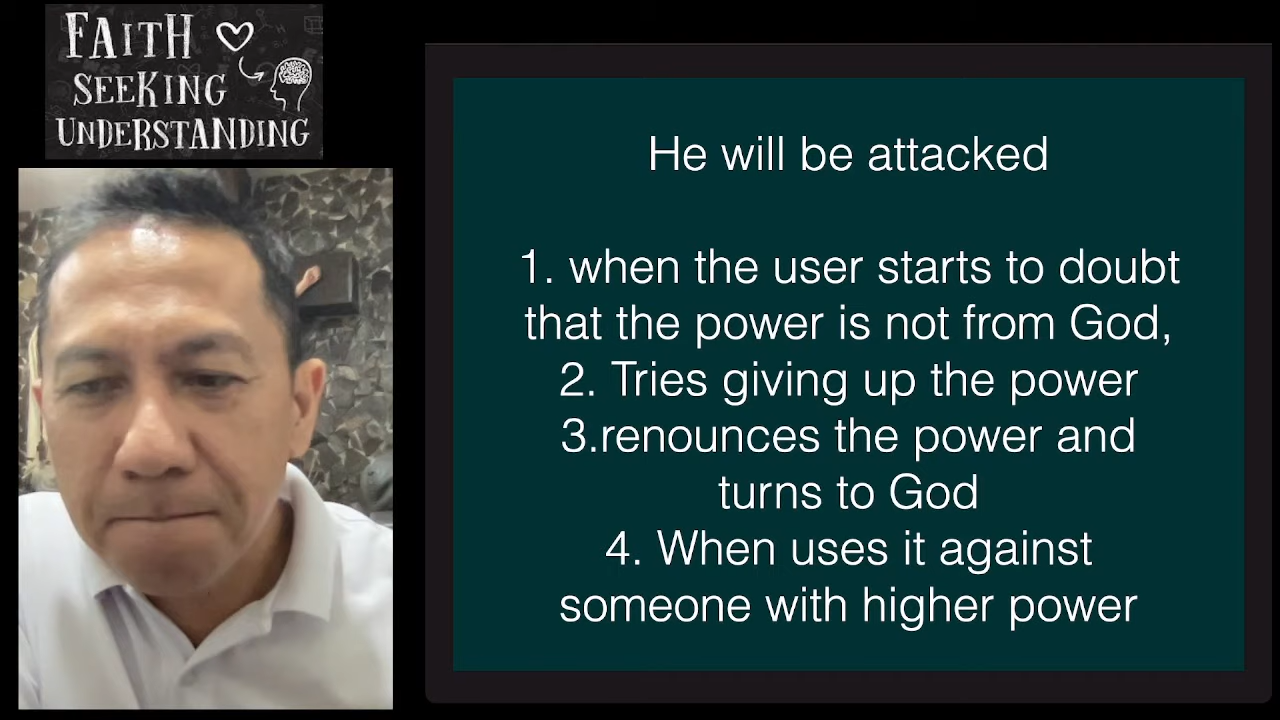 FAITH
SEEKING
UNDERSTANDING
He will be attacked
1. when the user starts to doubt
that the power is not from God,
2. Tries giving up the power
3.renounces the power and
turns to God
4. When uses it against
someone with higher power